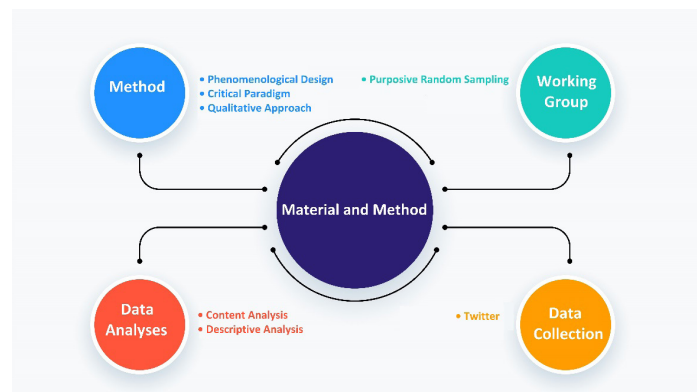 Method
• Phenomenological Design
• Critical Paradigm
• Qualitative Approach
• Purposive Random Sampling
Working
Group
Material and Method
Data
Analyses
• Content Analysis
• Descriptive Analysis
• Twitter
Data
Collection